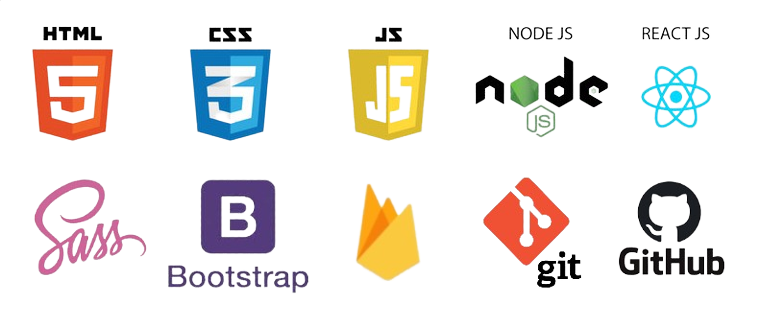 HTML
CSS
JS
NODE JS
REACT JS
5
3
JS
node
JS
Sass
B
Bootstrap
git
GitHub